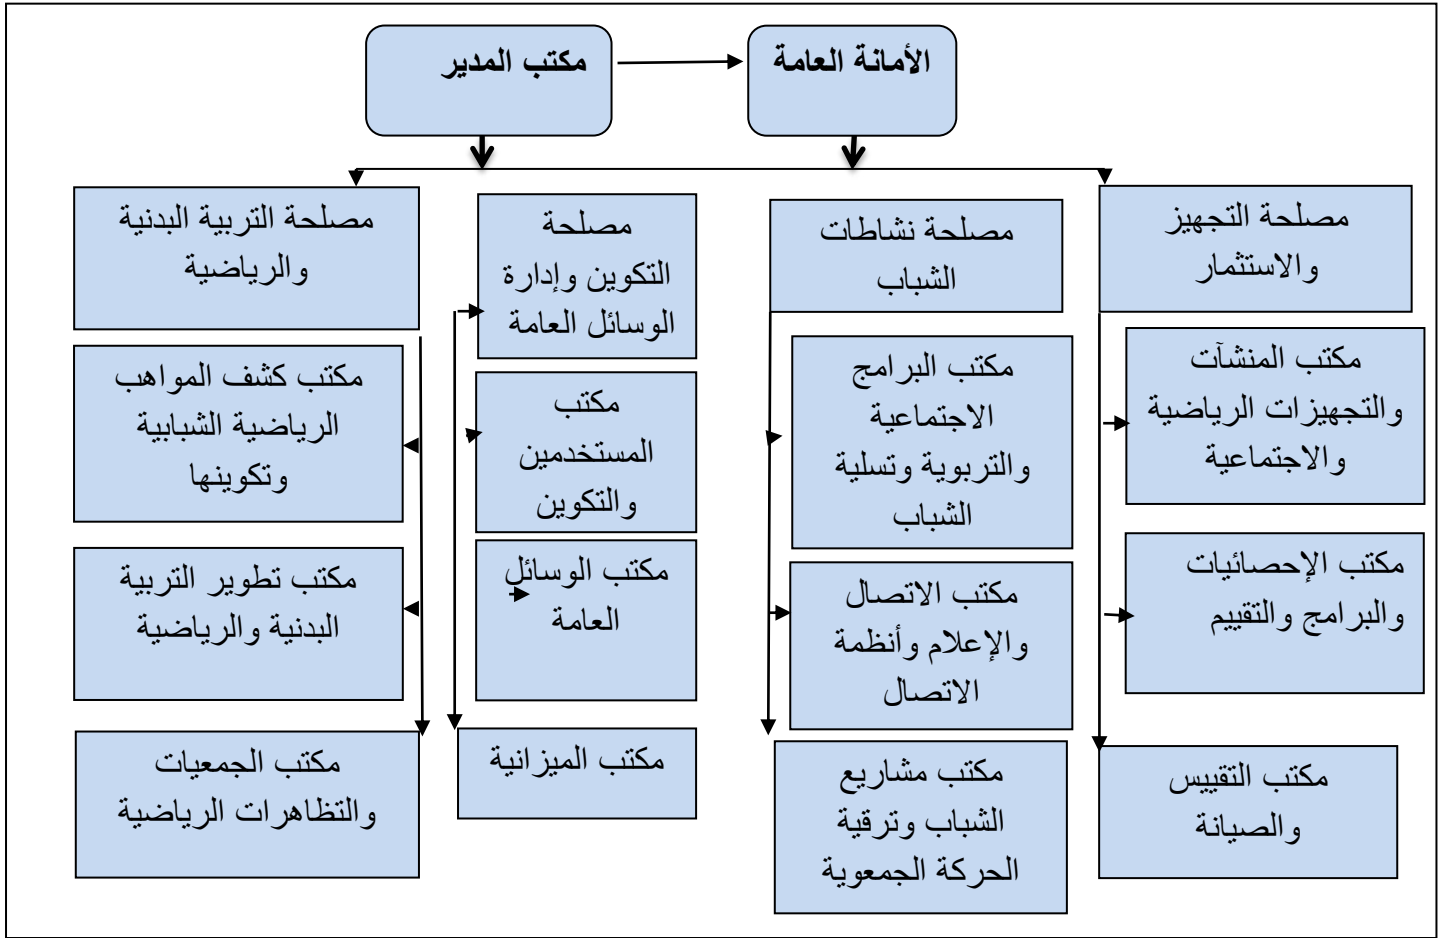 الأمانة العامة
مكتب المدير
مصلحة التجهيز
والاستثمار
مصلحة نشاطات
الشباب
مصلحة
التكوين وإدارة
الوسائل العامة
مصلحة التربية البدنية
والرياضية
مكتب المنشآت
والتجهيزات الرياضية
والاجتماعية
مكتب البرامج
الاجتماعية
والتربوية وتسلية
الشباب
مكتب
المستخدمين
والتكوين
مكتب كشف المواهب
الرياضية الشبابية
وتكوينها
مكتب الإحصائيات
والبرامج والتقييم
مكتب الاتصال
والإعلام وأنظمة
الاتصال
مكتب الوسائل
العامة
مكتب تطوير التربية
البدنية والرياضية
مكتب التقييس
والصيانة
مكتب مشاريع
الشباب وترقية
الحركة الجمعوية
مكتب الميزانية
مكتب الجمعيات
والتظاهرات الرياضية